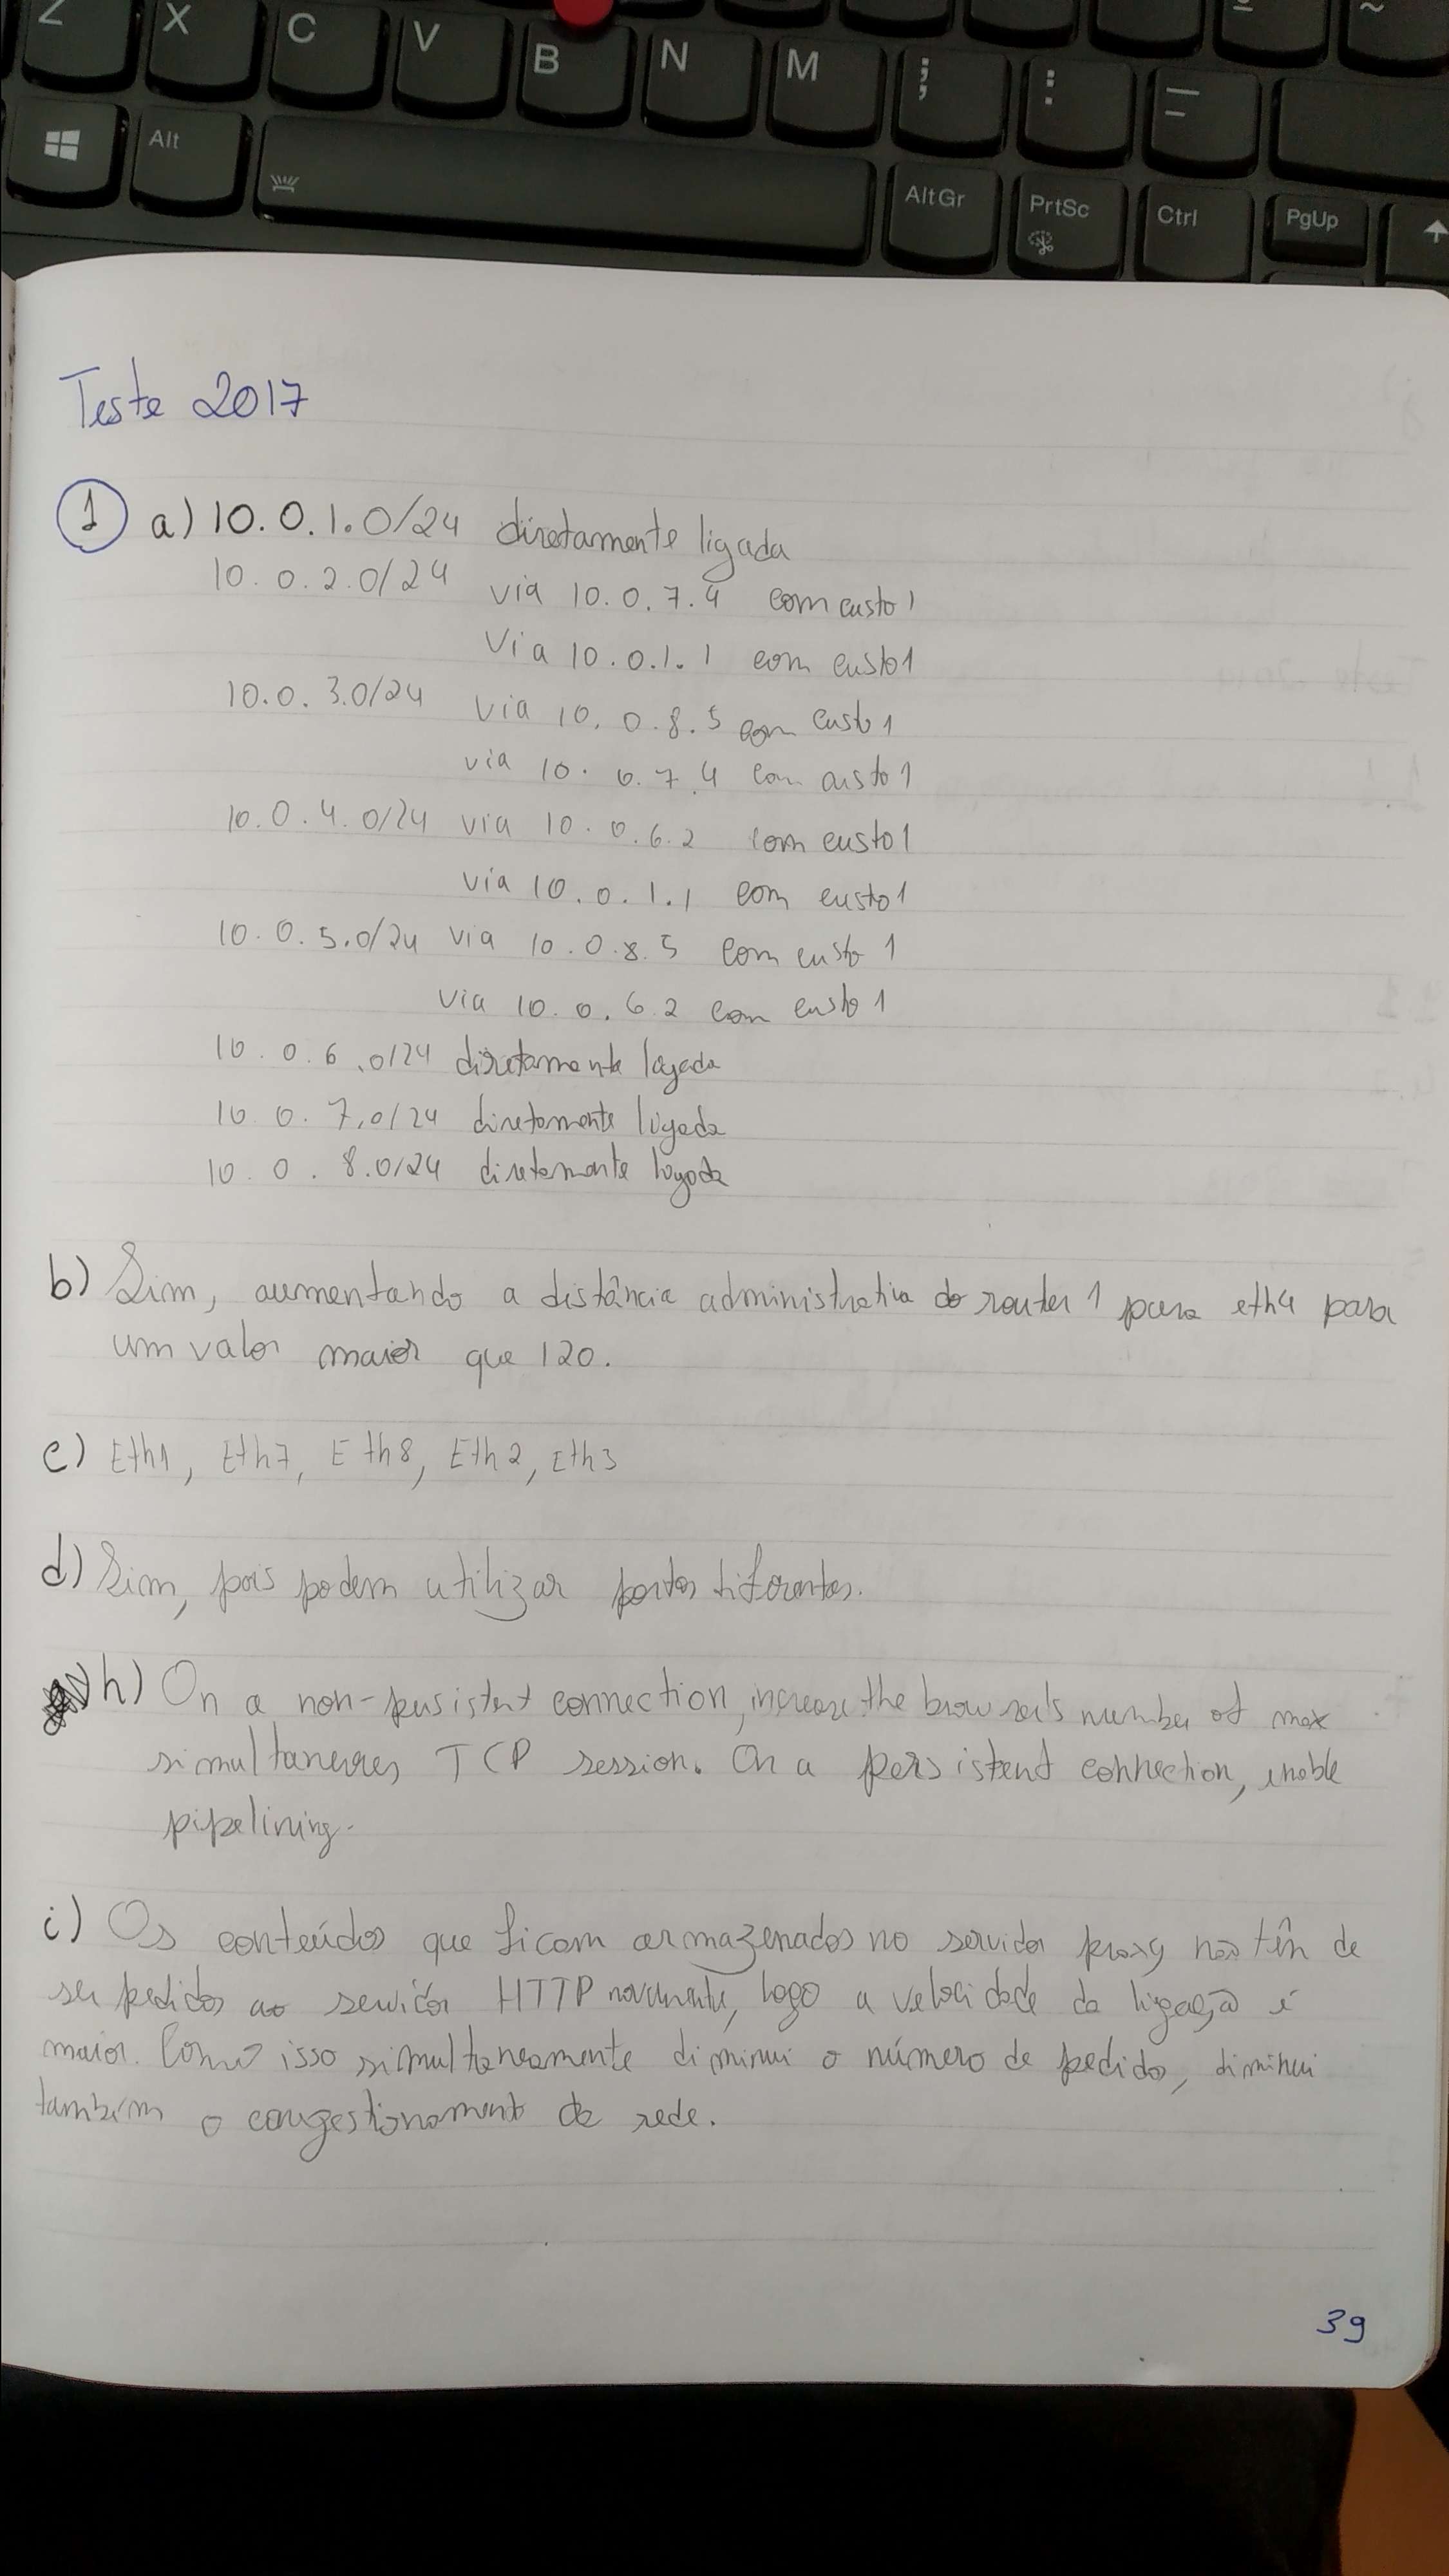 Z X C V B N M ; :
Alt AltGr PrtSc Ctrl PgUp
Teste 2017
1 a) 10.0.1.0/24 diretamente ligada
10.0.2.0/24 via 10.0.7.4 com custo 1
Via 10.0.1.1 com custo 1
10.0.3.0/24 via 10.0.8.5 com custo 1
via 10.0.7.4 com custo 1
10.0.4.0/24 via 10.0.6.2 com custo 1
via 10.0.1.1 com custo 1
10.0.5.0/24 via 10.0.8.5 com custo 1
via 10.0.6.2 com custo 1
10.0.6.0/24 diretamente ligada
10.0.7.0/24 diretamente ligada
10.0.8.0/24 diretamente ligada
b) Sim, aumentando a distância administrativa do router 1 para eth4 para
um valor maior que 120.
c) Eth1, Eth7, Eth8, Eth2, Eth3
d) Sim, pois podem utilizar portas diferentes.
h) On a non-persistent connection, increase the browser's number of max
simultaneous TCP session. On a persistent connection, enable
pipelining.
i) Os conteúdos que ficam armazenados no servidor proxy não têm de
ser pedidos ao servidor HTTP novamente, logo a velocidade da ligação é
maior. Como isso simultaneamente diminui o número de pedidos, diminui
também o congestionamento da rede.
39